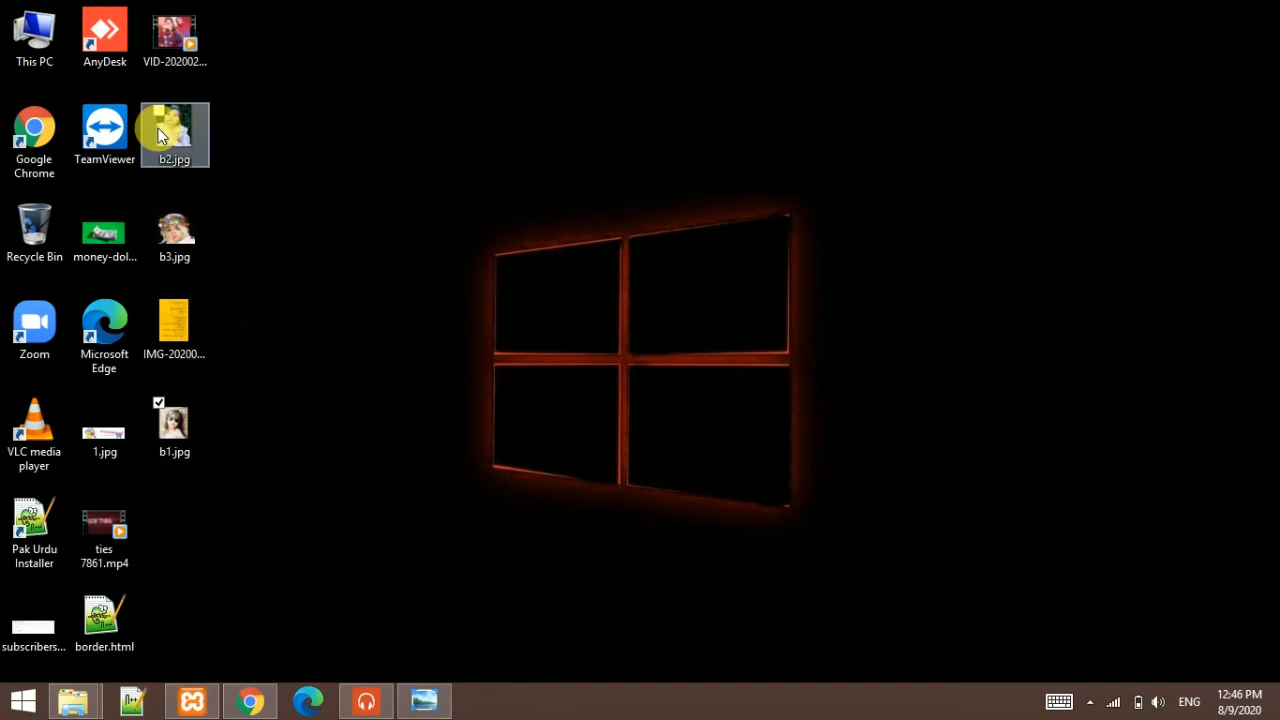 This PC
AnyDesk
VID-202002...
Google
Chrome
TeamViewer
b2.jpg
Recycle Bin
money-dol...
b3.jpg
Zoom
Microsoft
Edge
IMG-20200...
VLC media
player
1.jpg
b1.jpg
Pak Urdu
Installer
ties
7861.mp4
subscribers...
border.html
ENG
12:46 PM
8/9/2020